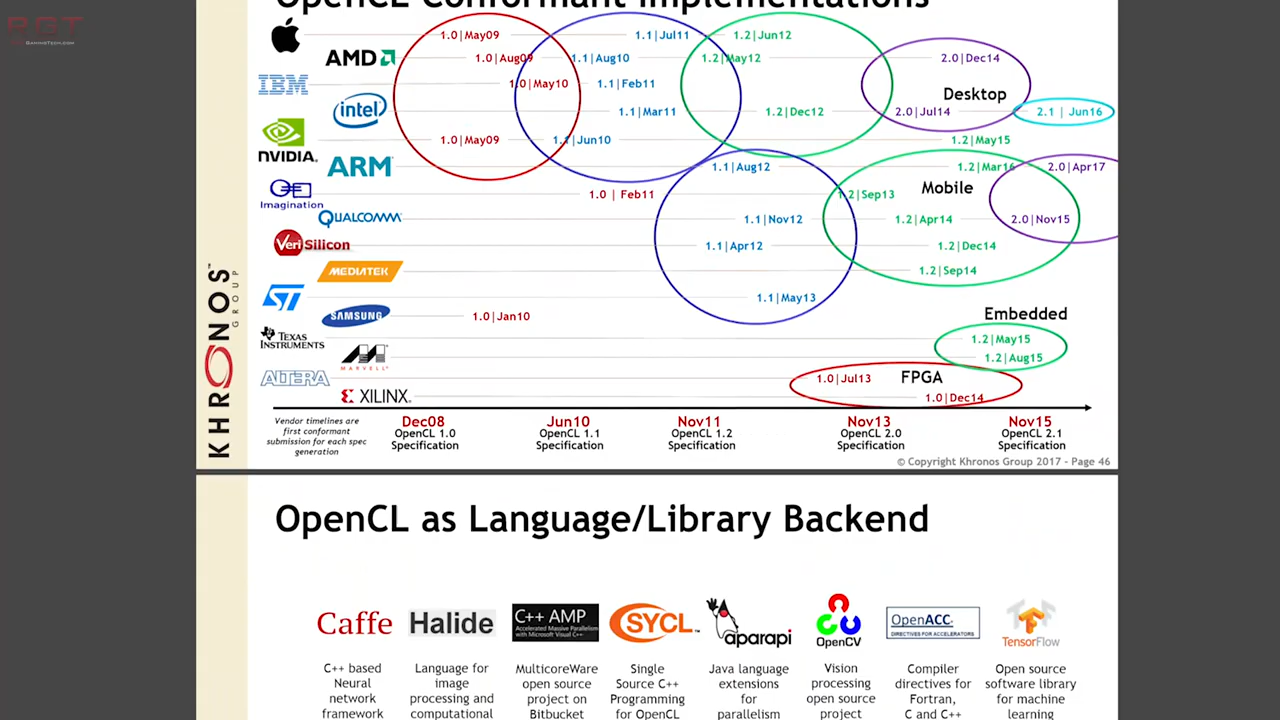 RGT
GAMINGTECH.COM
OpenCL Conformant Implementations
1.0|May09 1.1|Jul11 1.2|Jun12
AMD 1.0|Aug09 1.1|Aug10 1.2|May12 2.0|Dec14
IBM 1.0|May10 1.1|Feb11
Desktop
intel 1.1|Mar11 1.2|Dec12 2.0|Jul14 2.1 | Jun16
NVIDIA. 1.0|May09 1.1|Jun10 1.2|May15
ARM 1.1|Aug12 1.2|Mar16 2.0|Apr17
Mobile
Imagination 1.0 | Feb11 1.2|Sep13
QUALCOMM 1.1|Nov12 1.2|Apr14 2.0|Nov15
VeriSilicon 1.1|Apr12 1.2|Dec14
MEDIATEK 1.2|Sep14
ST 1.1|May13
SAMSUNG 1.0|Jan10
Embedded
TEXAS INSTRUMENTS 1.2|May15
MARVELL 1.2|Aug15
ALTERA 1.0|Jul13 FPGA
XILINX 1.0|Dec14
KHRONOS™
GROUP
Vendor timelines are
first conformant
submission for each spec
generation
Dec08
OpenCL 1.0
Specification
Jun10
OpenCL 1.1
Specification
Nov11
OpenCL 1.2
Specification
Nov13
OpenCL 2.0
Specification
Nov15
OpenCL 2.1
Specification
© Copyright Khronos Group 2017 - Page 46
OpenCL as Language/Library Backend
Caffe
C++ based
Neural
network
framework
Halide
Language for
image
processing and
computational
C++ AMP
Accelerated Massive Parallelism
with Microsoft Visual C++
MulticoreWare
open source
project on
Bitbucket
SYCL™
Single
Source C++
Programming
for OpenCL
aparapi
Java language
extensions
for
parallelism
OpenCV
Vision
processing
open source
project
OpenACC.
DIRECTIVES FOR ACCELERATORS
Compiler
directives for
Fortran,
C and C++
TensorFlow
Open source
software library
for machine
learning